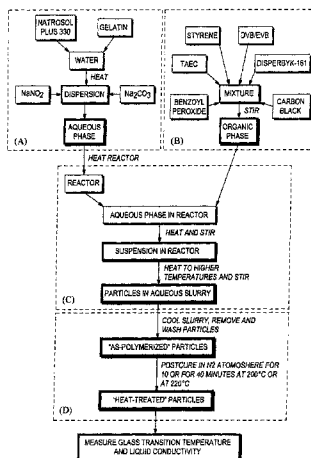 NATROSOL
PLUS 330
GELATIN
WATER
HEAT
NaNO2
DISPERSION
Na2CO3
AQUEOUS
PHASE
(A)
STYRENE
DVB/EVB
TAEC
DISPERBYK-161
MIXTURE
BENZOYL
PEROXIDE
STIR
CARBON
BLACK
ORGANIC
PHASE
(B)
HEAT REACTOR
REACTOR
AQUEOUS PHASE IN REACTOR
HEAT AND STIR
SUSPENSION IN REACTOR
HEAT TO HIGHER
TEMPERATURES AND STIR
PARTICLES IN AQUEOUS SLURRY
(C)
COOL SLURRY, REMOVE AND
WASH PARTICLES
"AS-POLYMERIZED" PARTICLES
POSTCURE IN N2 ATOMOSHERE FOR
10 OR FOR 40 MINUTES AT 200°C OR
AT 220°C
"HEAT-TREATED" PARTICLES
(D)
MEASURE GLASS TRANSITION TEMPERATURE
AND LIQUID CONDUCTIVITY